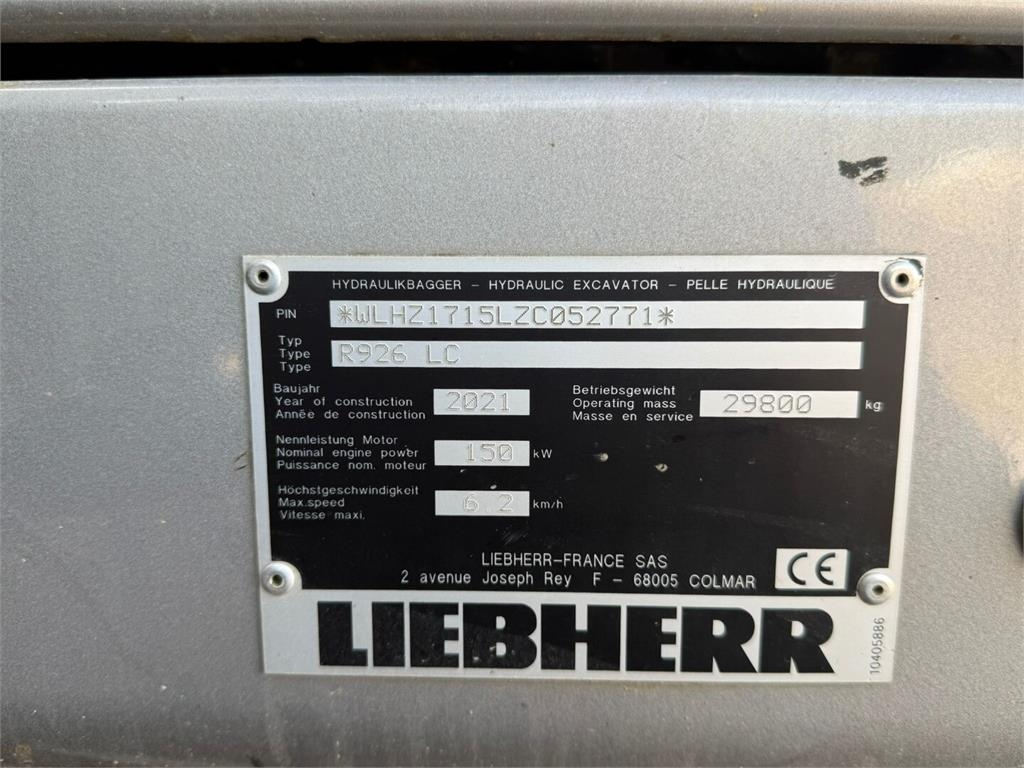 HYDRAULIKBAGGER - HYDRAULIC EXCAVATOR - PELLE HYDRAULIQUE
PIN *WLHZ1715LZC052771*
Typ
Type R926 LC
Type
Baujahr
Year of construction 2021
Année de construction
Betriebsgewicht
Operating mass 29800 kg
Masse en service
Nennleistung Motor
Nominal engine power 150 kW
Puissance nom. moteur
Höchstgeschwindigkeit
Max.speed 6.2 km/h
Vitesse maxi.
LIEBHERR-FRANCE SAS
2 avenue Joseph Rey F - 68005 COLMAR
CE
LIEBHERR
10405886